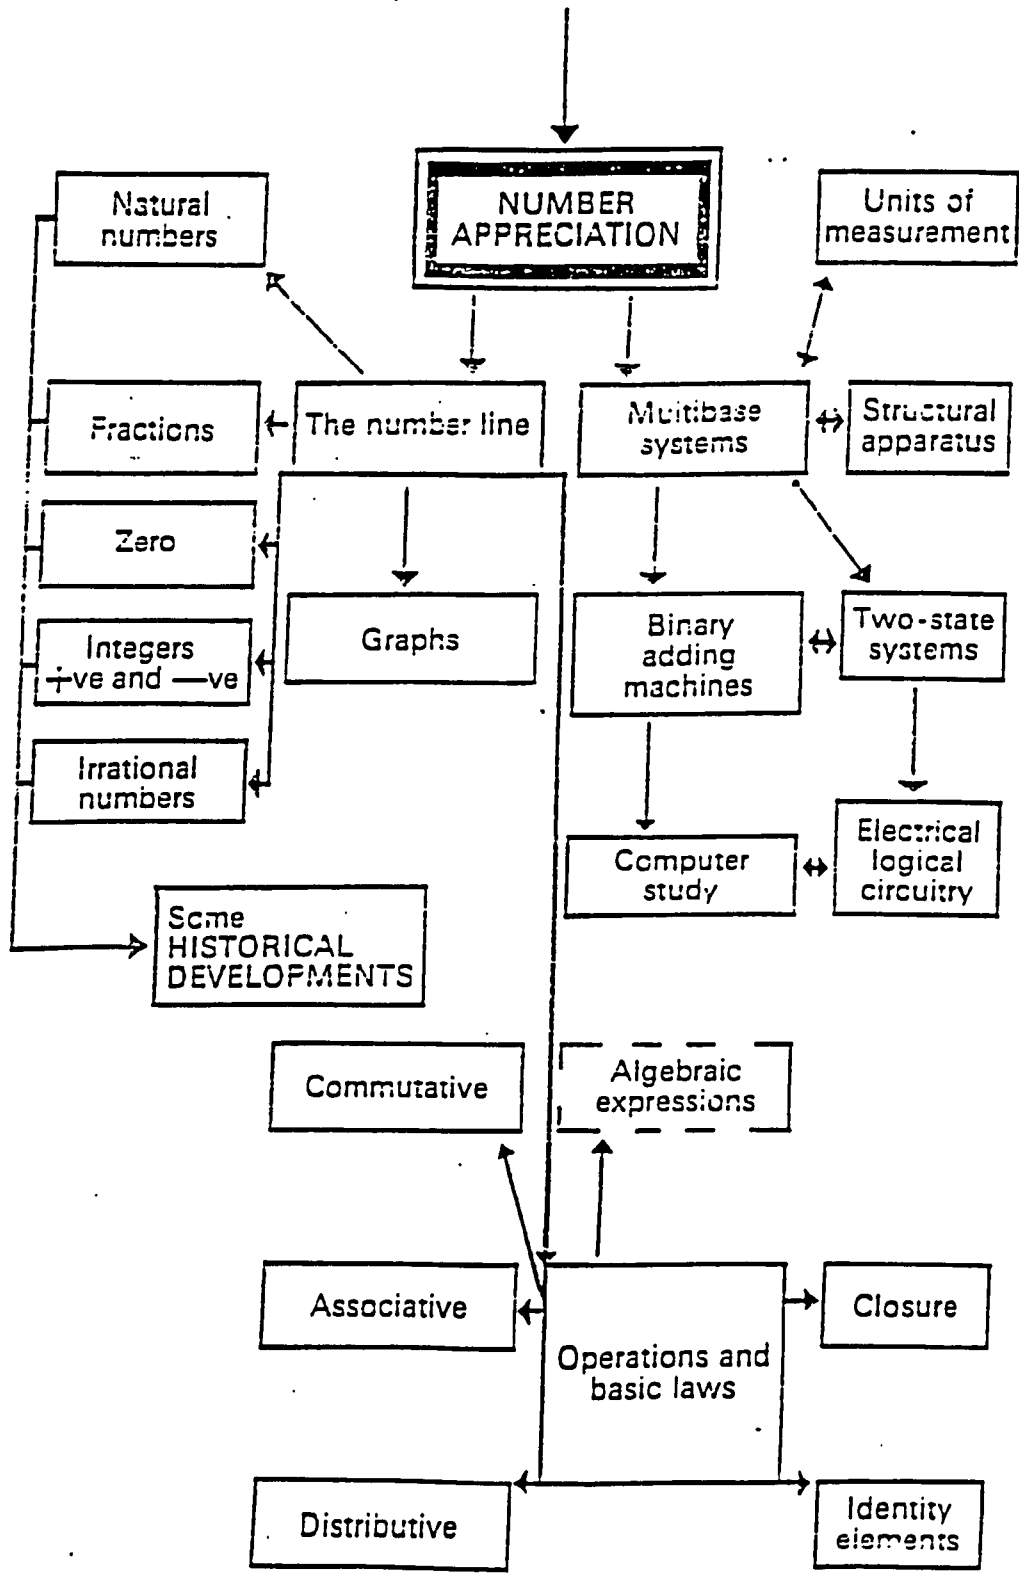 NUMBER
APPRECIATION
Natural
numbers
Units of
measurement
Fractions
The number line
Multibase
systems
Structural
apparatus
Zero
Graphs
Binary
adding
machines
Two-state
systems
Integers
+ve and —ve
Irrational
numbers
Computer
study
Electrical
logical
circuitry
Some
HISTORICAL
DEVELOPMENTS
Commutative
Algebraic
expressions
Associative
Operations and
basic laws
Closure
Distributive
Identity
elements